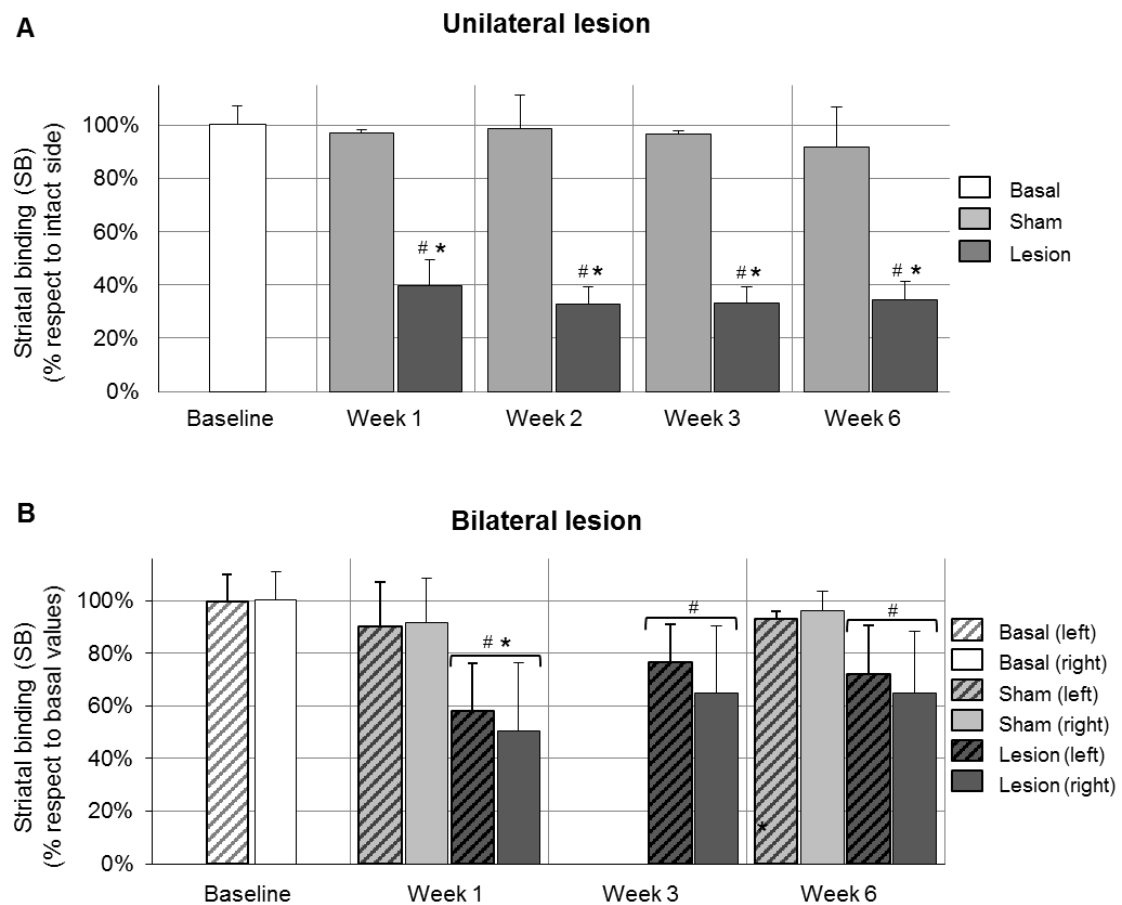 A
Unilateral lesion
Striatal binding (SB)
(% respect to intact side)
100%
80%
60%
40%
20%
0%
# *
# *
# *
# *
Baseline
Week 1
Week 2
Week 3
Week 6
Basal
Sham
Lesion
B
Bilateral lesion
Striatal binding (SB)
(% respect to basal values)
100%
80%
60%
40%
20%
0%
# *
#
#
*
Baseline
Week 1
Week 3
Week 6
Basal (left)
Basal (right)
Sham (left)
Sham (right)
Lesion (left)
Lesion (right)